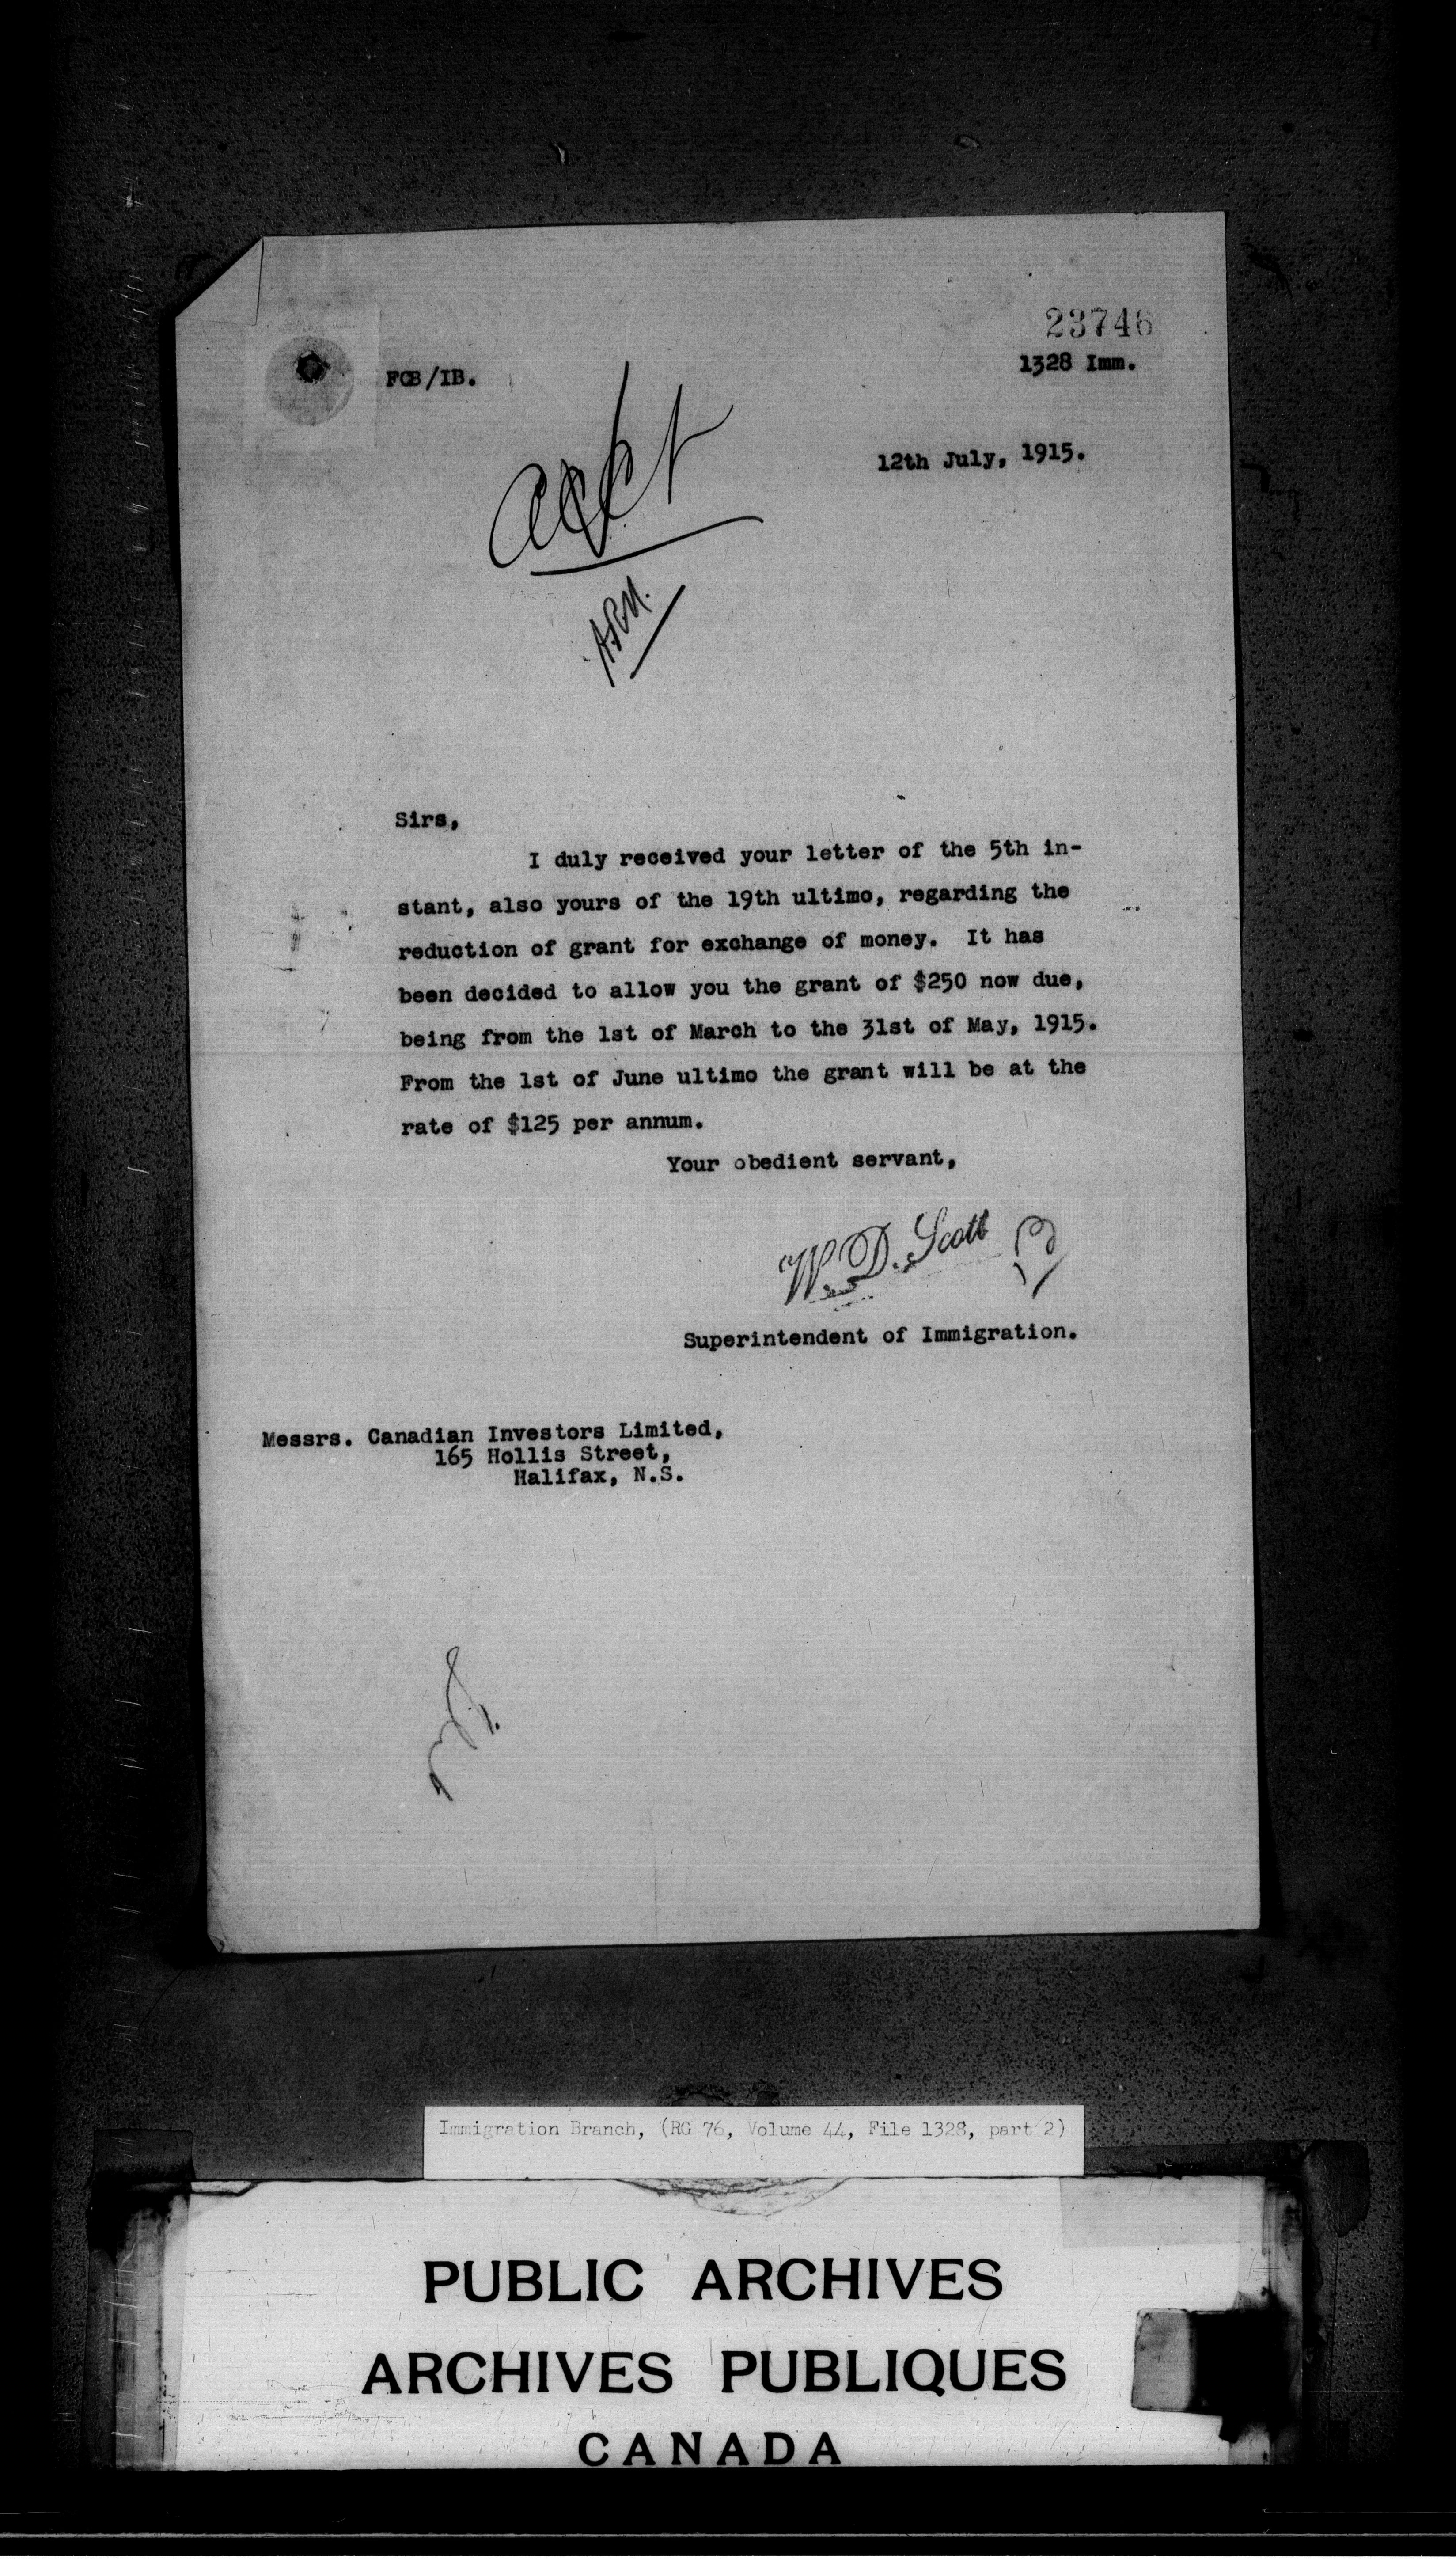 23746
1328 Imm.
FCB/IB.
12th July, 1915.
Acct
Sirs,
I duly received your letter of the 5th in-
stant, also yours of the 19th ultimo, regarding the
reduction of grant for exchange of money. It has
been decided to allow you the grant of $250 now due,
being from the 1st of March to the 31st of May, 1915.
From the 1st of June ultimo the grant will be at the
rate of $125 per annum.
Your obedient servant,
W. D. Scott
Superintendent of Immigration.
Messrs. Canadian Investors Limited,
165 Hollis Street,
Halifax, N.S.
Immigration Branch, (RG 76, Volume 44, File 1328, part 2)
PUBLIC ARCHIVES
ARCHIVES PUBLIQUES
CANADA